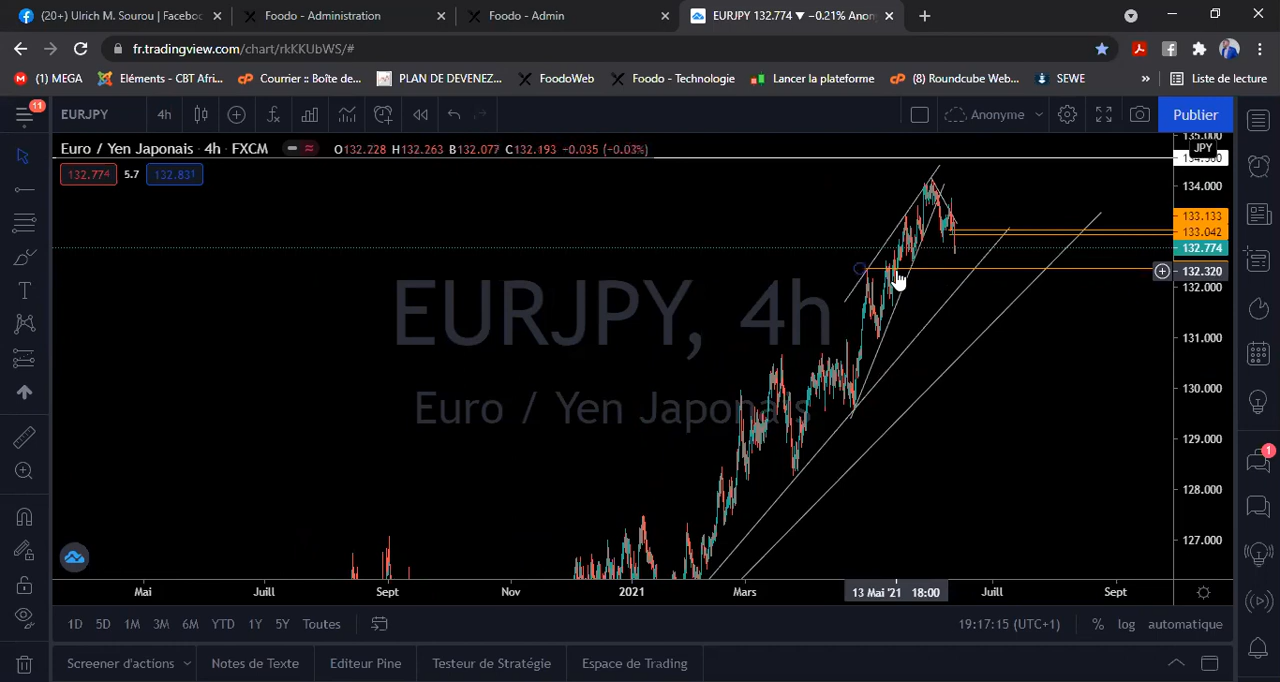 (20+) Ulrich M. Sourou | Faceboo
Foodo - Administration
Foodo - Admin
EURJPY 132.774 ▼ −0.21% Anon
fr.tradingview.com/chart/rkKKUbWS/#
(1) MEGA
Eléments - CBT Afri...
Courrier :: Boîte de...
PLAN DE DEVENEZ...
FoodoWeb
Foodo - Technologie
Lancer la plateforme
(8) Roundcube Web...
SEWE
»
Liste de lecture
11
EURJPY
4h
Anonyme
Publier
Euro / Yen Japonais • 4h • FXCM
O132.228 H132.263 B132.077 C132.193 −0.035 (−0.03%)
132.774
5.7
132.831
JPY
134.000
133.133
133.042
132.774
132.320
132.000
131.000
130.000
129.000
128.000
127.000
EURJPY, 4h
Euro / Yen Japonais
1
Mai
Juill
Sept
Nov
2021
Mars
13 Mai '21 18:00
Juill
Sept
1D
5D
1M
3M
6M
YTD
1Y
5Y
Toutes
19:17:15 (UTC+1)
%
log
automatique
Screener d'actions
Notes de Texte
Editeur Pine
Testeur de Stratégie
Espace de Trading